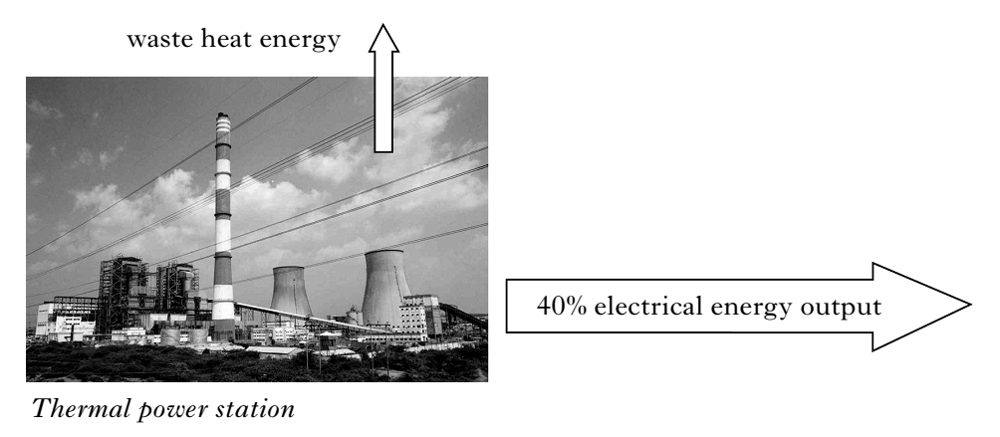 waste heat energy
40% electrical energy output
Thermal power station